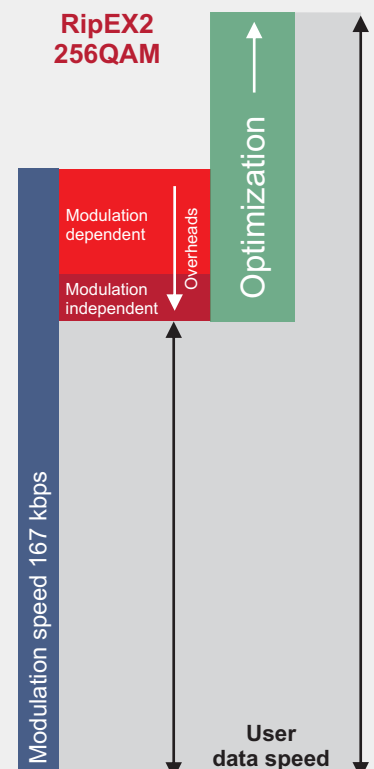 RipEX2
256QAM
Optimization
Modulation
dependent
Overheads
Modulation
independent
Modulation speed 167 kbps
User
data speed